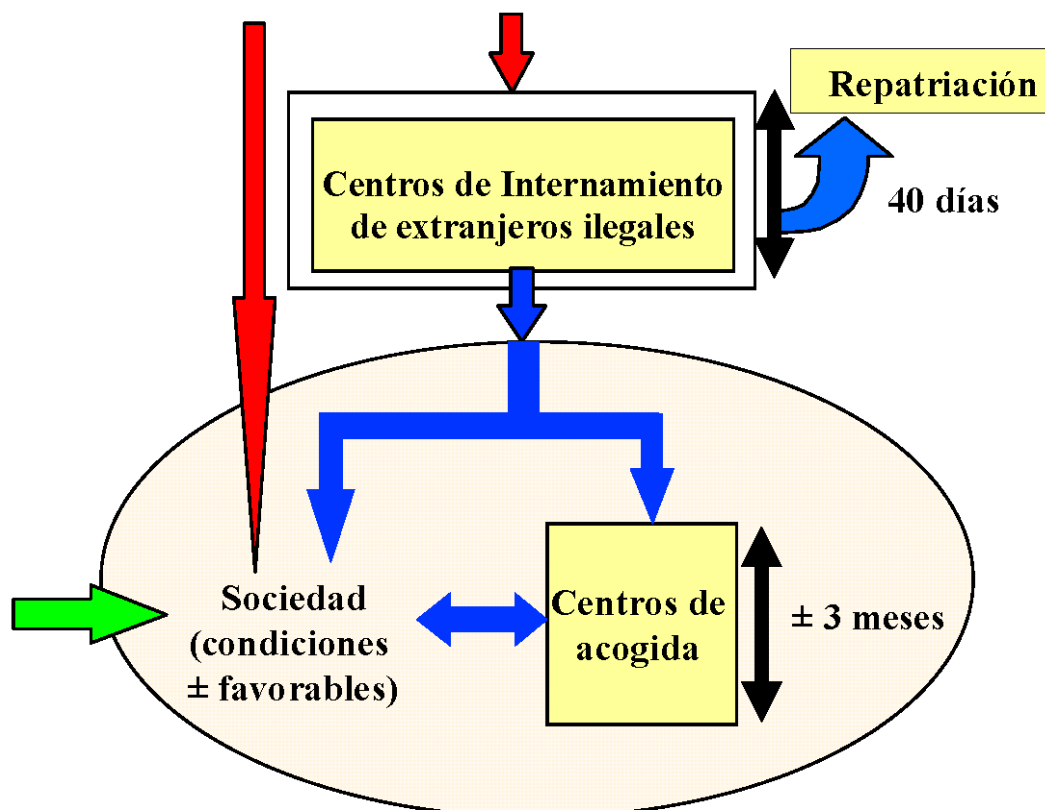 Repatriación
Centros de Internamiento
de extranjeros ilegales
40 días
Sociedad
(condiciones
± favorables)
Centros de
acogida
± 3 meses